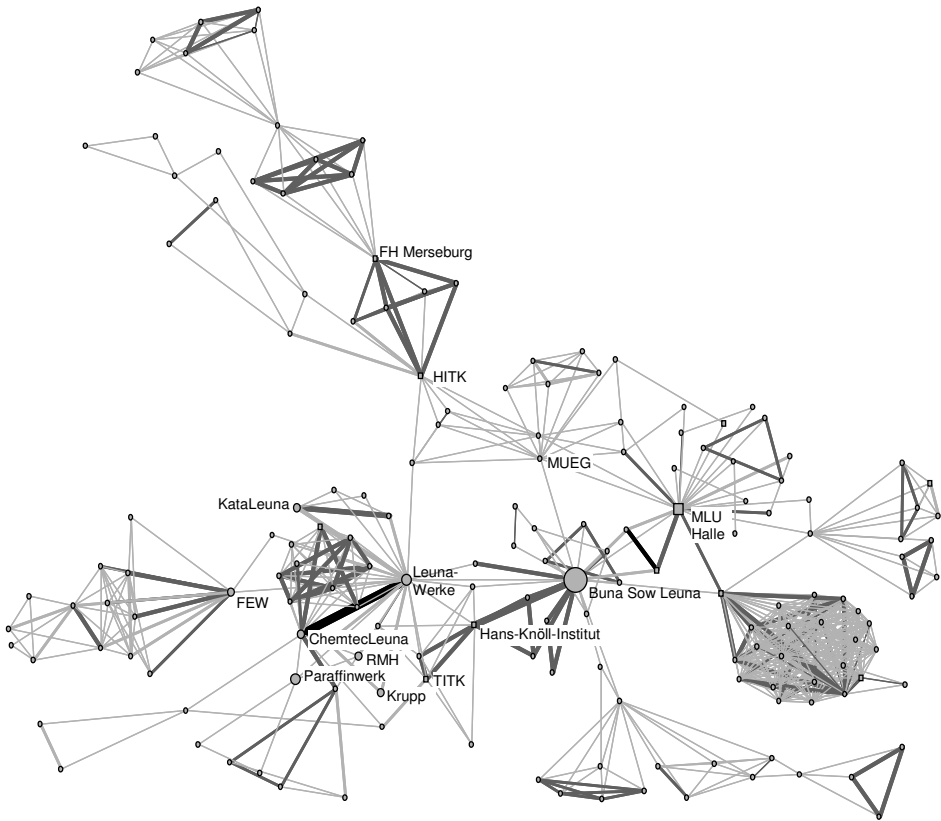 FH Merseburg
HITK
MUEG
KataLeuna
MLU
Halle
Leuna-
Werke
Buna Sow Leuna
FEW
Hans-Knöll-Institut
ChemtecLeuna
RMH
Paraffinwerk
TITK
Krupp